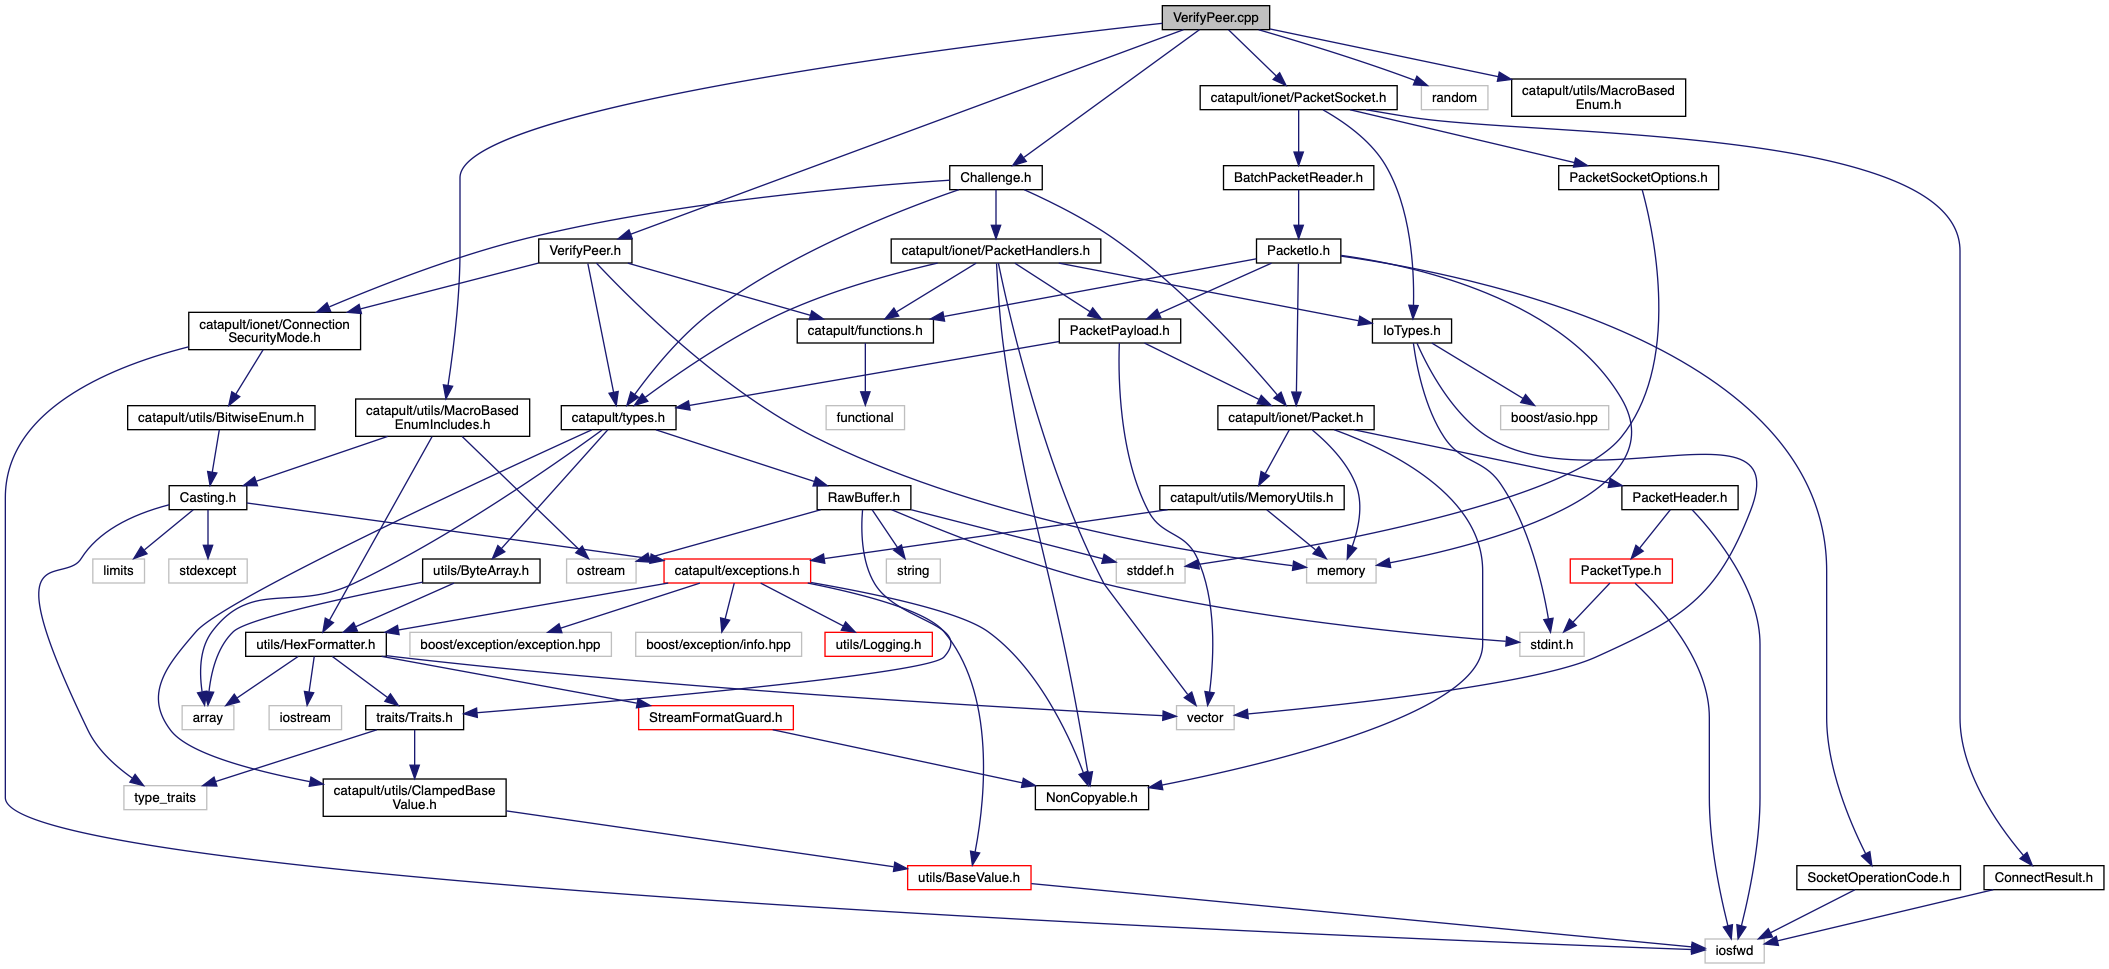 VerifyPeer.cpp
catapult/ionet/PacketSocket.h
random
catapult/utils/MacroBased
Enum.h
Challenge.h
BatchPacketReader.h
PacketSocketOptions.h
VerifyPeer.h
catapult/ionet/PacketHandlers.h
PacketIo.h
catapult/ionet/Connection
SecurityMode.h
catapult/functions.h
PacketPayload.h
IoTypes.h
catapult/utils/BitwiseEnum.h
catapult/utils/MacroBased
EnumIncludes.h
catapult/types.h
functional
catapult/ionet/Packet.h
boost/asio.hpp
Casting.h
RawBuffer.h
catapult/utils/MemoryUtils.h
PacketHeader.h
limits
stdexcept
utils/ByteArray.h
ostream
catapult/exceptions.h
string
stddef.h
memory
PacketType.h
utils/HexFormatter.h
boost/exception/exception.hpp
boost/exception/info.hpp
utils/Logging.h
stdint.h
array
iostream
traits/Traits.h
StreamFormatGuard.h
vector
type_traits
catapult/utils/ClampedBase
Value.h
NonCopyable.h
utils/BaseValue.h
SocketOperationCode.h
ConnectResult.h
iosfwd